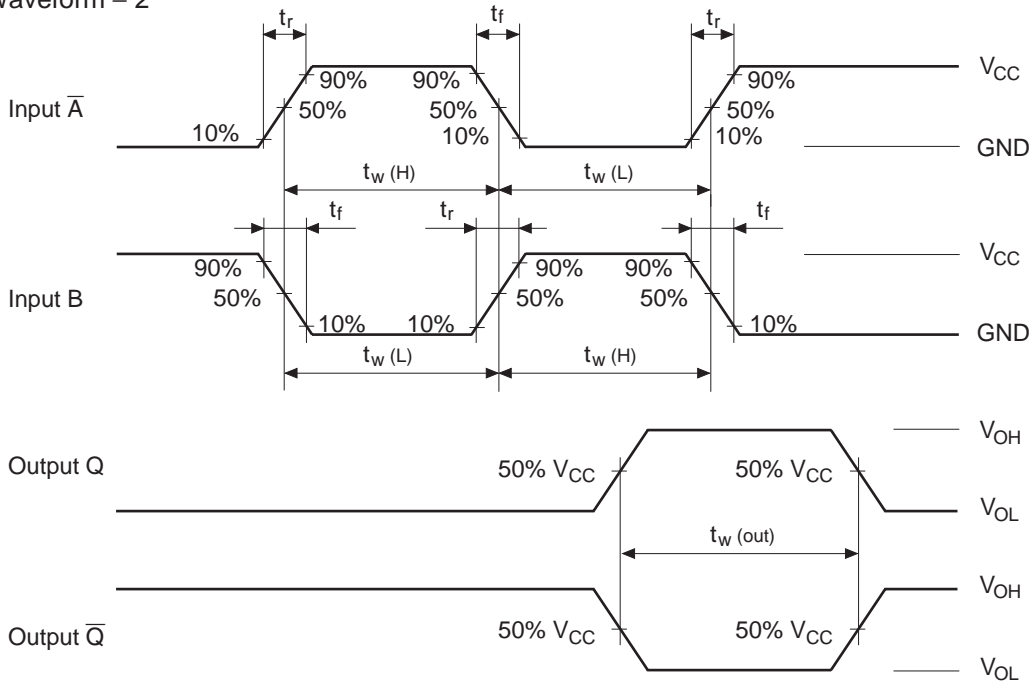 waveform – 2
tr tf tr
90% 90% 90% VCC
Input A̅ 50% 50% 50%
10% 10% 10% GND
tw (H) tw (L)
tf tr tf
VCC
90% 90% 90%
Input B 50% 50% 50%
10% 10% 10% GND
tw (L) tw (H)
VOH
Output Q 50% VCC 50% VCC
VOL
tw (out)
VOH
Output Q̅ 50% VCC 50% VCC
VOL